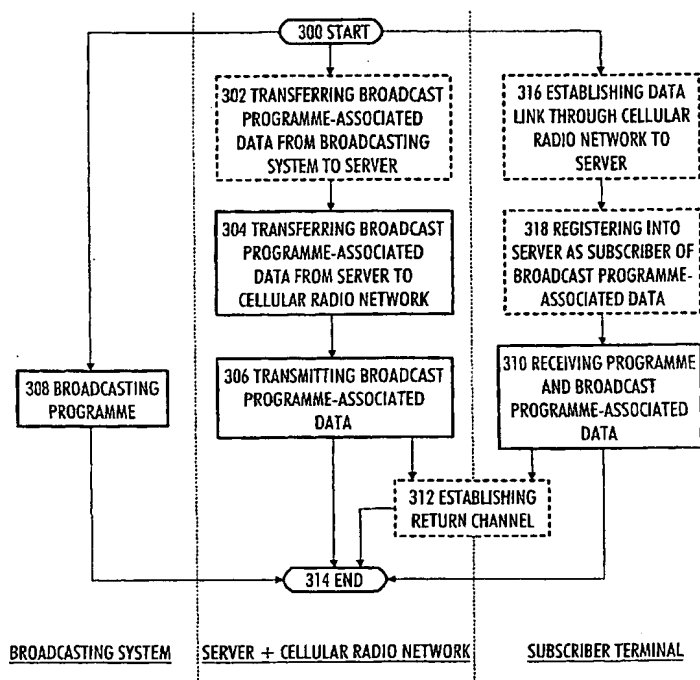 300 START
302 TRANSFERRING BROADCAST
PROGRAMME-ASSOCIATED
DATA FROM BROADCASTING
SYSTEM TO SERVER
316 ESTABLISHING DATA
LINK THROUGH CELLULAR
RADIO NETWORK TO
SERVER
304 TRANSFERRING BROADCAST
PROGRAMME-ASSOCIATED
DATA FROM SERVER TO
CELLULAR RADIO NETWORK
318 REGISTERING INTO
SERVER AS SUBSCRIBER OF
BROADCAST PROGRAMME-
ASSOCIATED DATA
308 BROADCASTING
PROGRAMME
306 TRANSMITTING BROADCAST
PROGRAMME-ASSOCIATED
DATA
310 RECEIVING PROGRAMME
AND BROADCAST
PROGRAMME-ASSOCIATED
DATA
312 ESTABLISHING
RETURN CHANNEL
314 END
BROADCASTING SYSTEM
SERVER + CELLULAR RADIO NETWORK
SUBSCRIBER TERMINAL